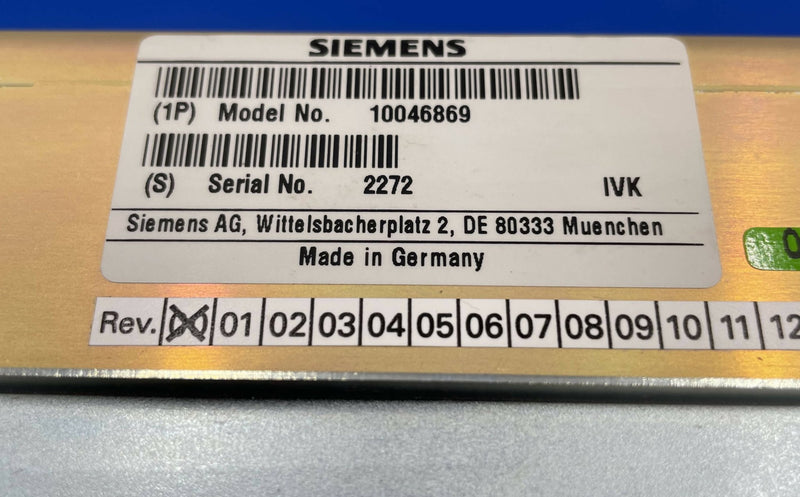 SIEMENS
(1P) Model No. 10046869
(S) Serial No. 2272 IVK
Siemens AG, Wittelsbacherplatz 2, DE 80333 Muenchen
Made in Germany
Rev. 00 01 02 03 04 05 06 07 08 09 10 11 12